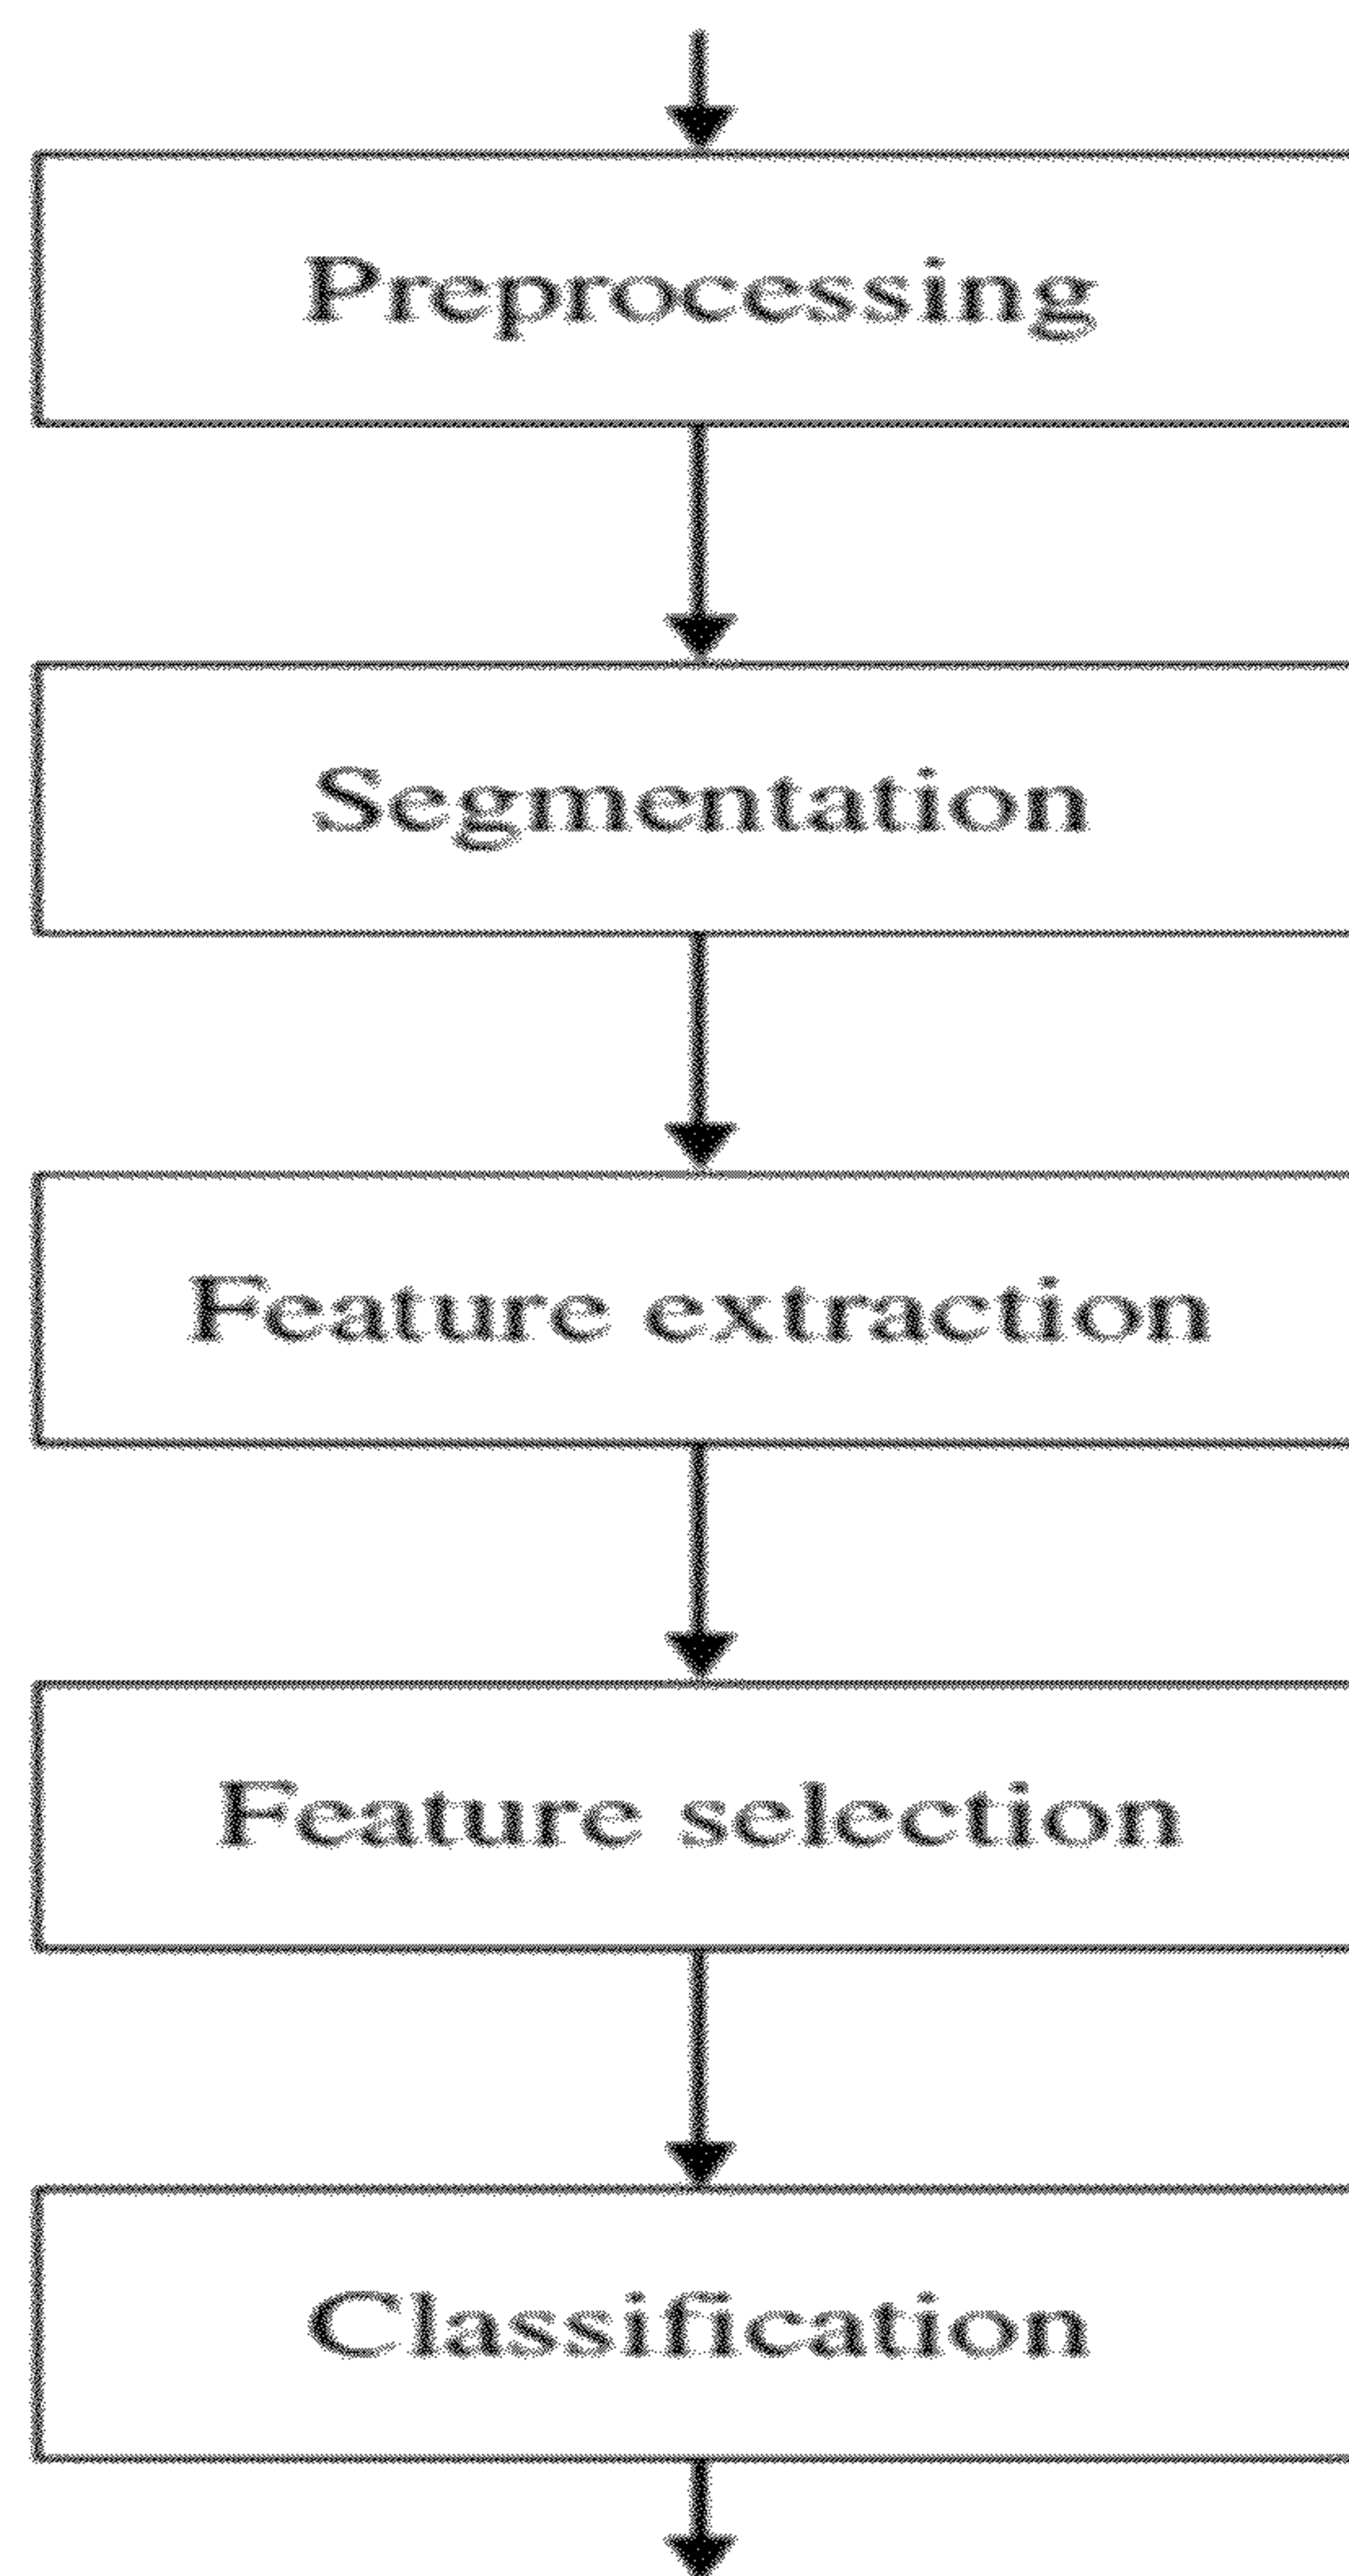 Preprocessing
Segmentation
Feature extraction
Feature selection
Classification